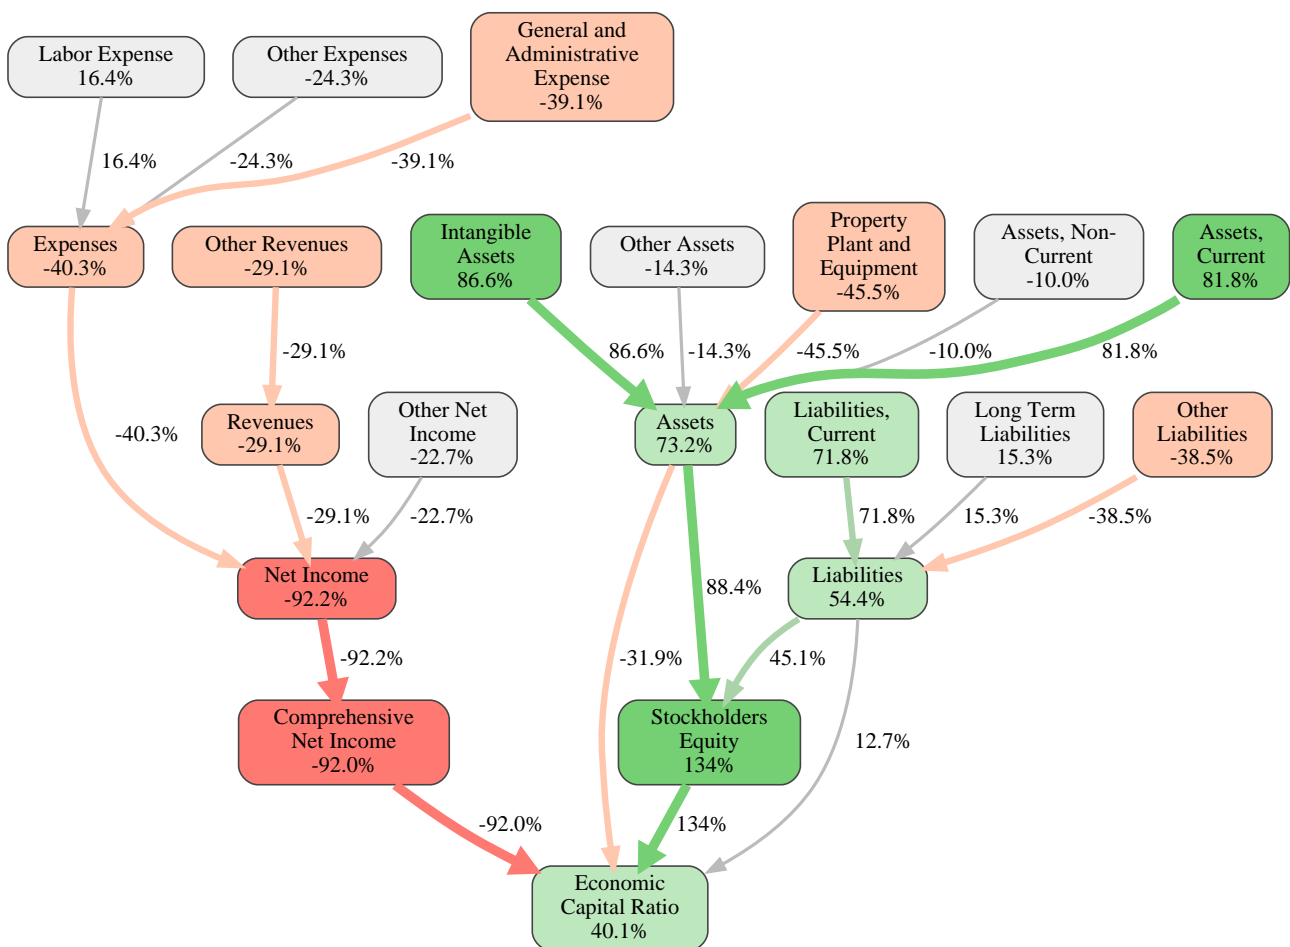 Labor Expense
16.4%
Other Expenses
-24.3%
General and
Administrative
Expense
-39.1%
16.4%
-24.3%
-39.1%
Expenses
-40.3%
Other Revenues
-29.1%
Intangible
Assets
86.6%
Other Assets
-14.3%
Property
Plant and
Equipment
-45.5%
Assets, Non-
Current
-10.0%
Assets,
Current
81.8%
-29.1%
86.6%
-14.3%
-45.5%
-10.0%
81.8%
-40.3%
Revenues
-29.1%
Other Net
Income
-22.7%
Assets
73.2%
Liabilities,
Current
71.8%
Long Term
Liabilities
15.3%
Other
Liabilities
-38.5%
-29.1%
-22.7%
71.8%
15.3%
-38.5%
Net Income
-92.2%
88.4%
Liabilities
54.4%
-92.2%
-31.9%
45.1%
Comprehensive
Net Income
-92.0%
Stockholders
Equity
134%
12.7%
-92.0%
134%
Economic
Capital Ratio
40.1%